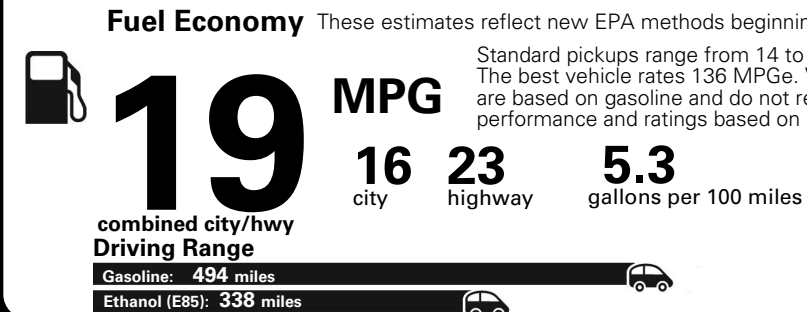 Fuel Economy These estimates reflect new EPA methods beginnin
Standard pickups range from 14 to
The best vehicle rates 136 MPGe. V
are based on gasoline and do not re
performance and ratings based on
19 MPG
16 23 5.3
city highway gallons per 100 miles
combined city/hwy
Driving Range
Gasoline: 494 miles
Ethanol (E85): 338 miles